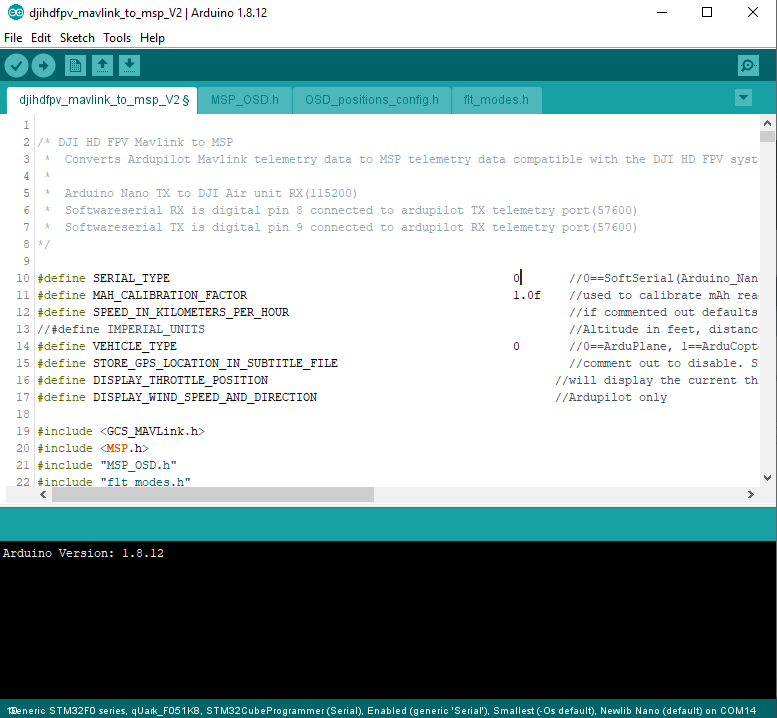 djihdfpv_mavlink_to_msp_V2 | Arduino 1.8.12
File Edit Sketch Tools Help
djihdfpv_mavlink_to_msp_V2 § MSP_OSD.h OSD_positions_config.h flt_modes.h
1
2 /* DJI HD FPV Mavlink to MSP
3 * Converts Ardupilot Mavlink telemetry data to MSP telemetry data compatible with the DJI HD FPV syst
4 *
5 * Arduino Nano TX to DJI Air unit RX(115200)
6 * Softwareserial RX is digital pin 8 connected to ardupilot TX telemetry port(57600)
7 * Softwareserial TX is digital pin 9 connected to ardupilot RX telemetry port(57600)
8 */
9
10 #define SERIAL_TYPE 0 //0==SoftSerial(Arduino_Nan
11 #define MAH_CALIBRATION_FACTOR 1.0f //used to calibrate mAh rea
12 #define SPEED_IN_KILOMETERS_PER_HOUR //if commented out defaults
13 //#define IMPERIAL_UNITS //Altitude in feet, distanc
14 #define VEHICLE_TYPE 0 //0==ArduPlane, 1==ArduCopt
15 #define STORE_GPS_LOCATION_IN_SUBTITLE_FILE //comment out to disable. S
16 #define DISPLAY_THROTTLE_POSITION //will display the current th
17 #define DISPLAY_WIND_SPEED_AND_DIRECTION //Ardupilot only
18
19 #include <GCS_MAVLink.h>
20 #include <MSP.h>
21 #include "MSP_OSD.h"
22 #include "flt_modes.h"
Arduino Version: 1.8.12
Generic STM32F0 series, qUark_F051K8, STM32CubeProgrammer (Serial), Enabled (generic 'Serial'), Smallest (-Os default), Newlib Nano (default) on COM14